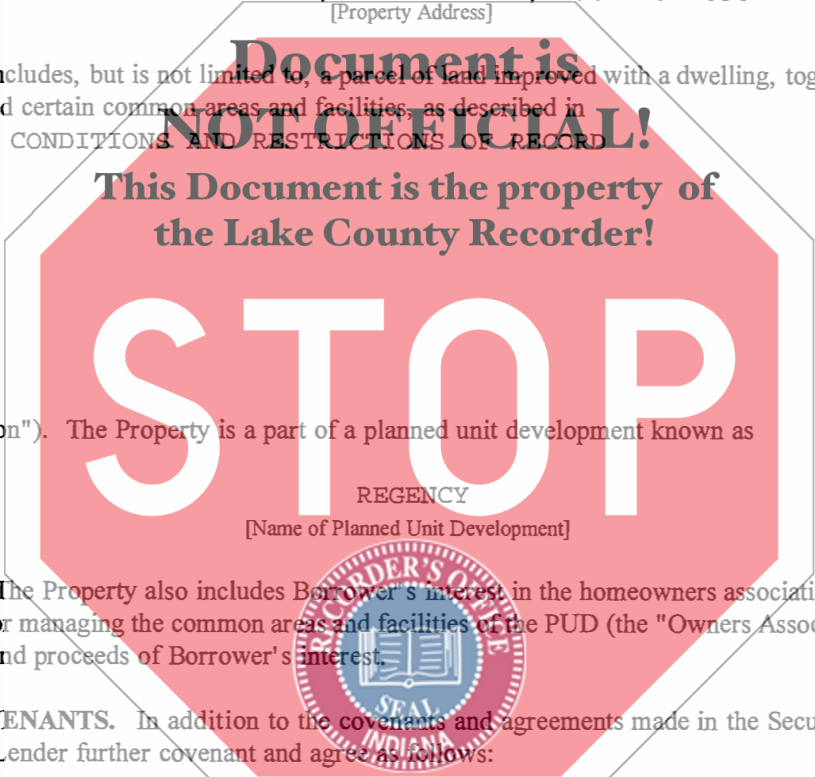 [Property Address]
Document is
ncludes, but is not limited to, a parcel of land improved with a dwelling, tog
d certain common areas and facilities, as described in
NOT OFFICIAL!
CONDITIONS AND RESTRICTIONS OF RECORD
This Document is the property of
the Lake County Recorder!
STOP
on"). The Property is a part of a planned unit development known as
REGENCY
[Name of Planned Unit Development]
The Property also includes Borrower's interest in the homeowners associati
r managing the common areas and facilities of the PUD (the "Owners Assoc
nd proceeds of Borrower's interest.
RECORDER'S OFFICE
SEAL
INDIANA
ENANTS. In addition to the covenants and agreements made in the Secu
Lender further covenant and agree as follows: